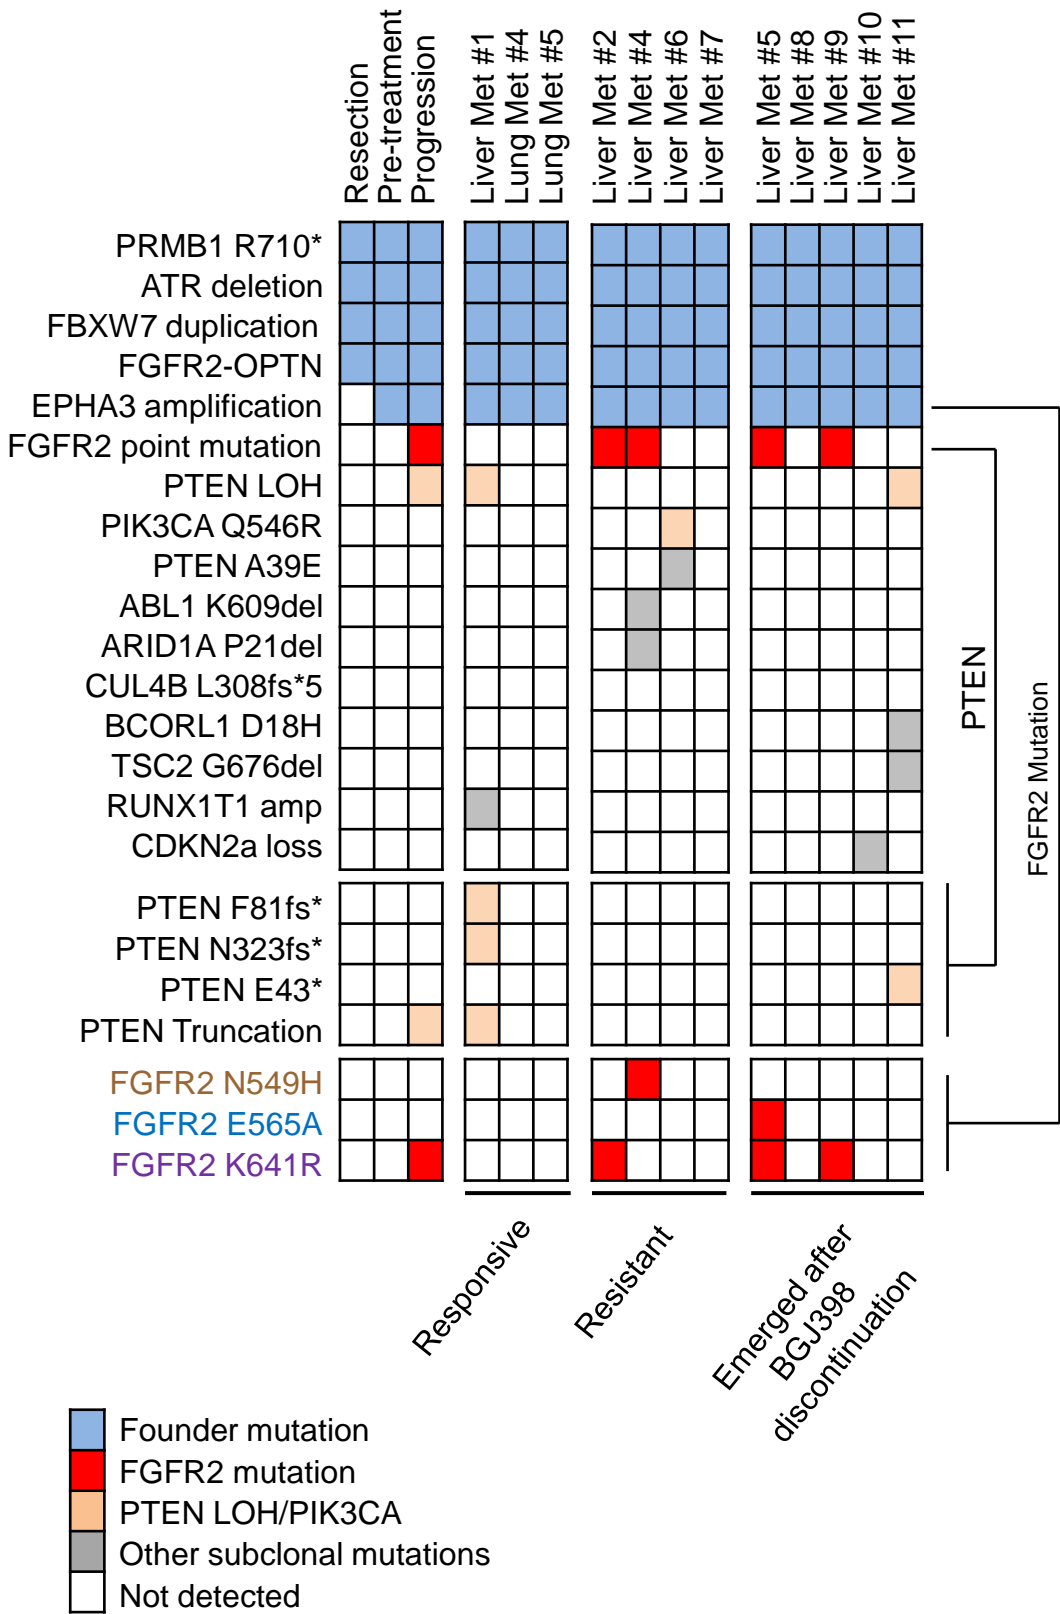 Resection
Pre-treatment
Progression
Liver Met #1
Lung Met #4
Lung Met #5
Liver Met #2
Liver Met #4
Liver Met #6
Liver Met #7
Liver Met #5
Liver Met #8
Liver Met #9
Liver Met #10
Liver Met #11
PRMB1 R710*
ATR deletion
FBXW7 duplication
FGFR2-OPTN
EPHA3 amplification
FGFR2 point mutation
PTEN LOH
PIK3CA Q546R
PTEN A39E
ABL1 K609del
ARID1A P21del
CUL4B L308fs*5
BCORL1 D18H
TSC2 G676del
RUNX1T1 amp
CDKN2a loss
PTEN F81fs*
PTEN N323fs*
PTEN E43*
PTEN Truncation
FGFR2 N549H
FGFR2 E565A
FGFR2 K641R
PTEN
FGFR2 Mutation
Responsive
Resistant
Emerged after
BGJ398
discontinuation
Founder mutation
FGFR2 mutation
PTEN LOH/PIK3CA
Other subclonal mutations
Not detected